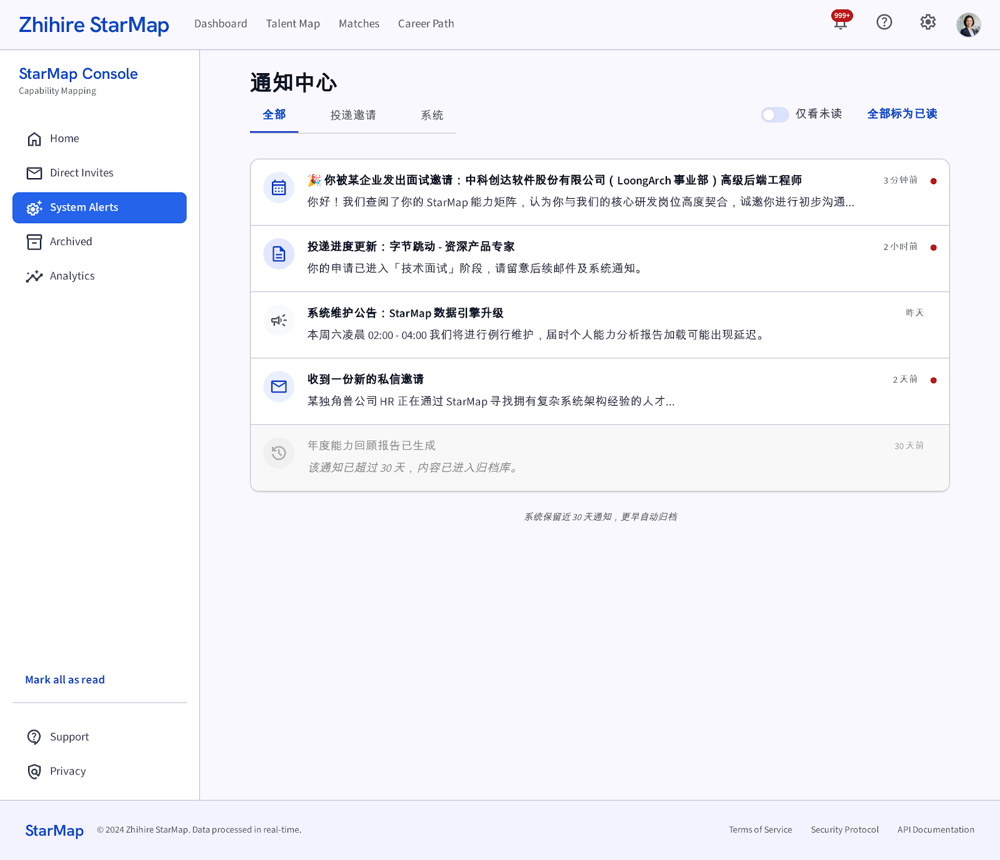 Zhihire StarMap
Dashboard
Talent Map
Matches
Career Path
999+
StarMap Console
Capability Mapping
Home
Direct Invites
System Alerts
Archived
Analytics
Mark all as read
Support
Privacy
通知中心
全部
投递邀请
系统
仅看未读
全部标为已读
🎉 你被某企业发出面试邀请：中科创达软件股份有限公司（LoongArch 事业部）高级后端工程师
3 分钟前
你好！我们查阅了你的 StarMap 能力矩阵，认为你与我们的核心研发岗位高度契合，诚邀你进行初步沟通...
投递进度更新：字节跳动 - 资深产品专家
2 小时前
你的申请已进入「技术面试」阶段，请留意后续邮件及系统通知。
系统维护公告：StarMap 数据引擎升级
昨天
本周六凌晨 02:00 - 04:00 我们将进行例行维护，届时个人能力分析报告加载可能出现延迟。
收到一份新的私信邀请
2 天前
某独角兽公司 HR 正在通过 StarMap 寻找拥有复杂系统架构经验的人才...
年度能力回顾报告已生成
30 天前
该通知已超过 30 天，内容已进入归档库。
系统保留近 30 天通知，更早自动归档
StarMap
© 2024 Zhihire StarMap. Data processed in real-time.
Terms of Service
Security Protocol
API Documentation